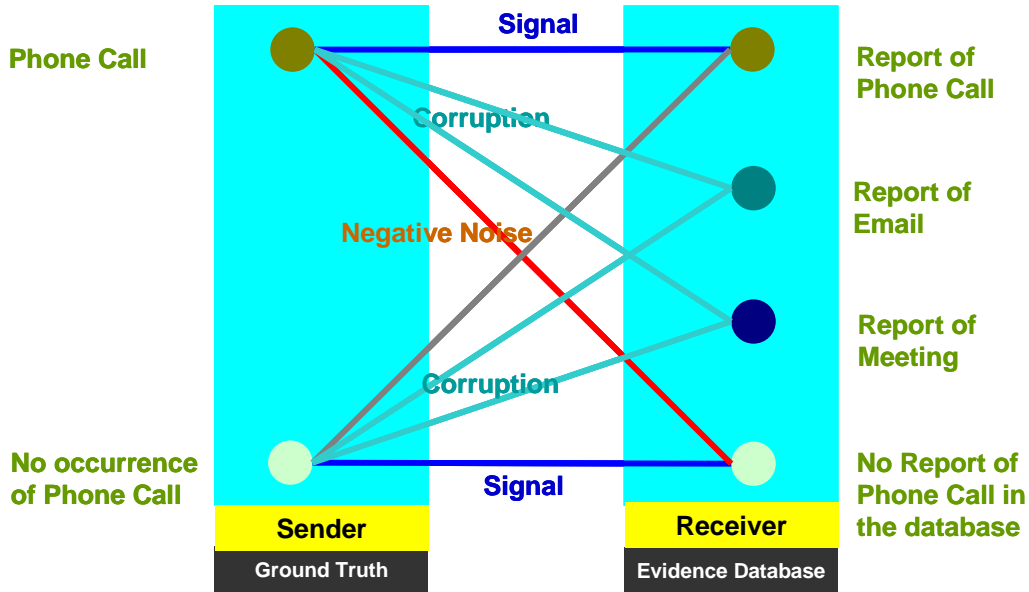 Signal
Phone Call
Report of
Phone Call
Corruption
Report of
Email
Negative Noise
Report of
Meeting
Corruption
No occurrence
of Phone Call
Signal
No Report of
Phone Call in
the database
Sender
Receiver
Ground Truth
Evidence Database